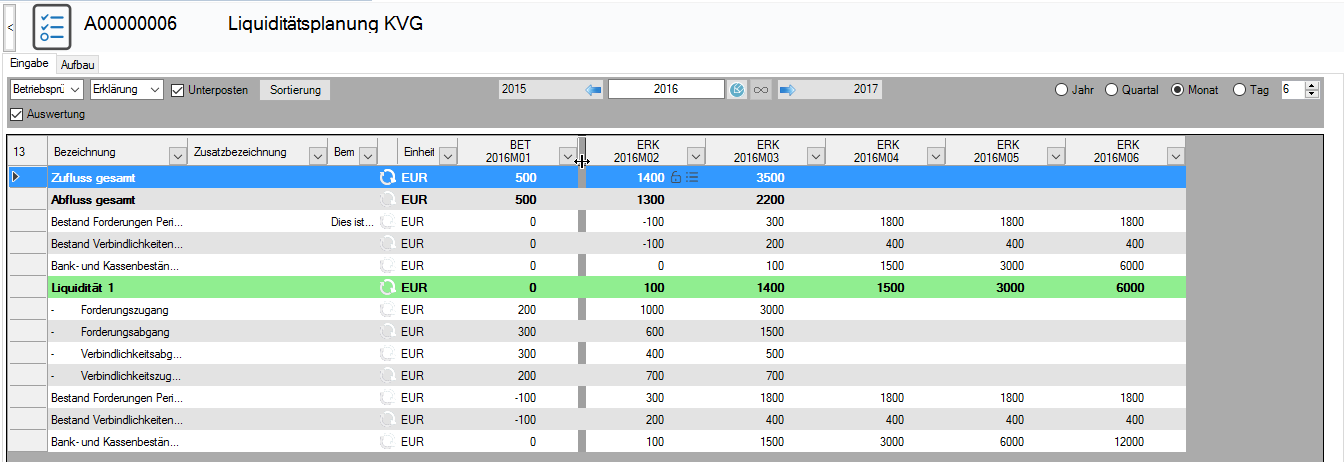 < A00000006 Liquiditätsplanung KVG
Eingabe Aufbau
Betriebsprü Erklärung Unterposten Sortierung 2015 2016 ∞ 2017 Jahr Quartal Monat Tag 6
Auswertung
13 Bezeichnung Zusatzbezeichnung Bem Einheit BET 2016M01 ERK 2016M02 ERK 2016M03 ERK 2016M04 ERK 2016M05 ERK 2016M06
Zufluss gesamt EUR 500 1400 3500
Abfluss gesamt EUR 500 1300 2200
Bestand Forderungen Peri... Dies ist... EUR 0 -100 300 1800 1800 1800
Bestand Verbindlichkeiten... EUR 0 -100 200 400 400 400
Bank- und Kassenbestän... EUR 0 0 100 1500 3000 6000
Liquidität 1 EUR 0 100 1400 1500 3000 6000
- Forderungszugang EUR 200 1000 3000
- Forderungsabgang EUR 300 600 1500
- Verbindlichkeitsabg... EUR 300 400 500
- Verbindlichkeitszug... EUR 200 700 700
Bestand Forderungen Peri... EUR -100 300 1800 1800 1800 1800
Bestand Verbindlichkeiten... EUR -100 200 400 400 400 400
Bank- und Kassenbestän... EUR 0 100 1500 3000 6000 12000